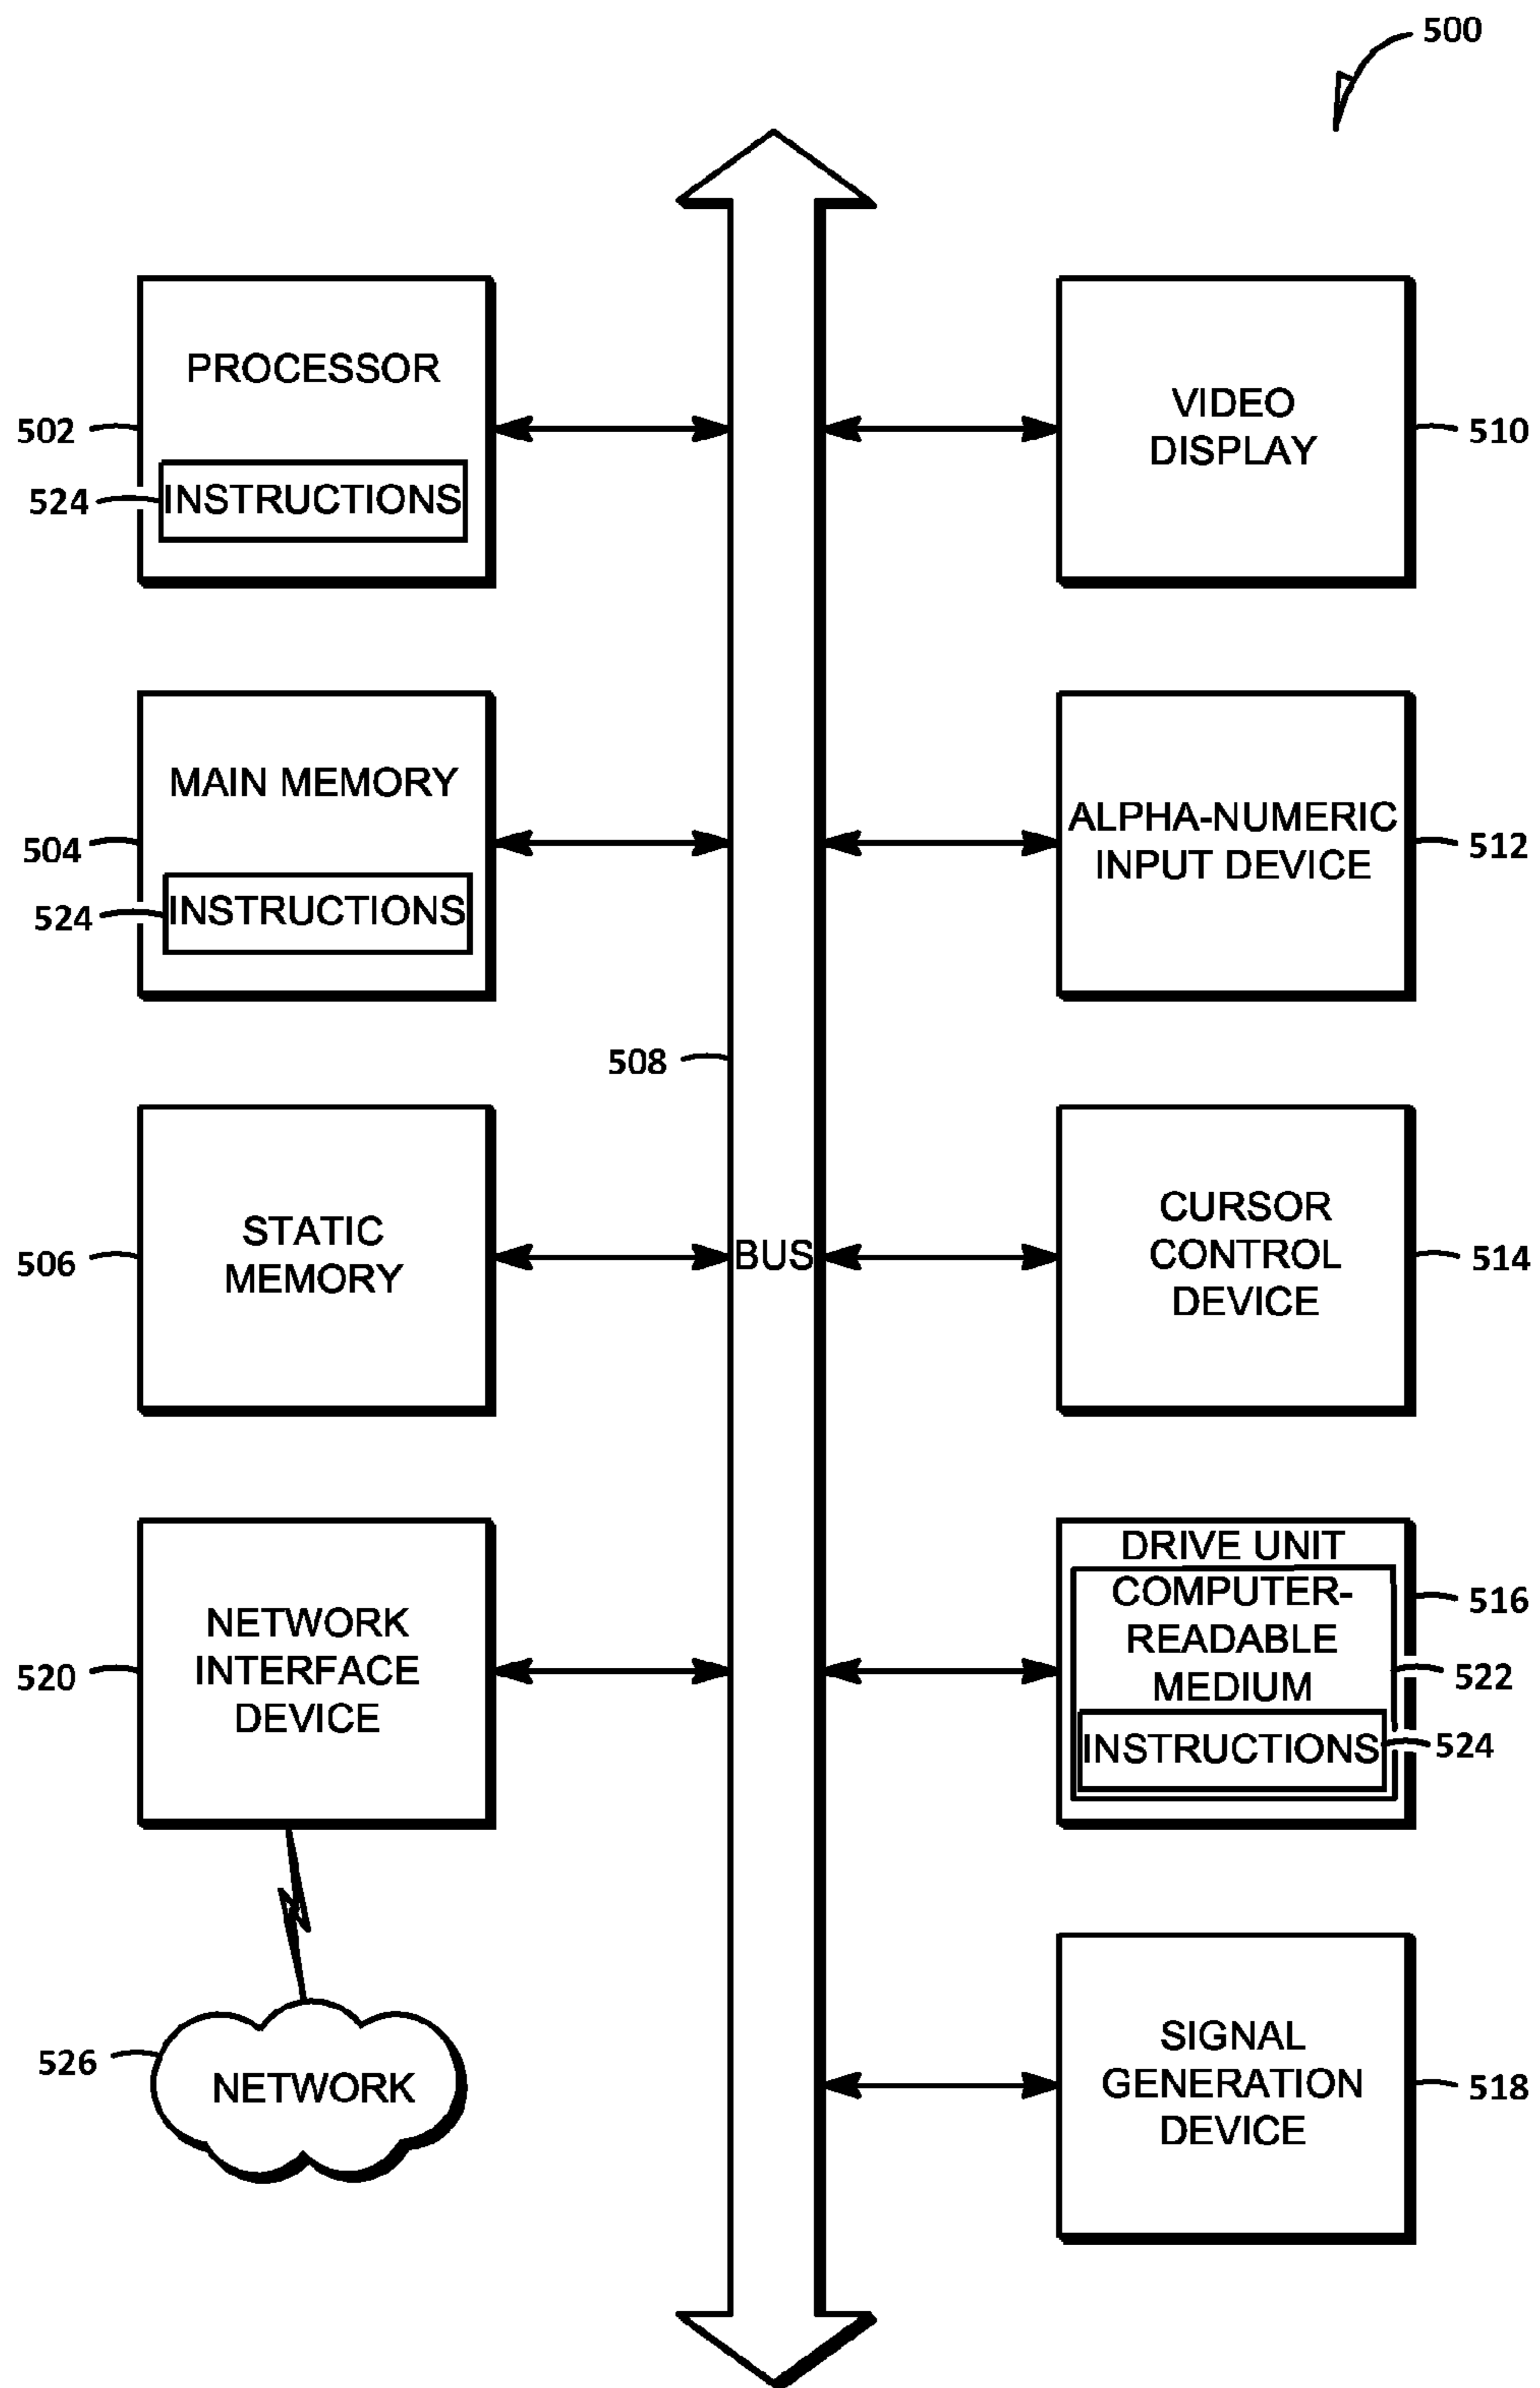 500
PROCESSOR
502
524
INSTRUCTIONS
VIDEO
DISPLAY
510
MAIN MEMORY
504
524
INSTRUCTIONS
ALPHA-NUMERIC
INPUT DEVICE
512
508
STATIC
MEMORY
506
BUS
CURSOR
CONTROL
DEVICE
514
NETWORK
INTERFACE
DEVICE
520
DRIVE UNIT
COMPUTER-
READABLE
MEDIUM
INSTRUCTIONS
516
522
524
526
NETWORK
SIGNAL
GENERATION
DEVICE
518